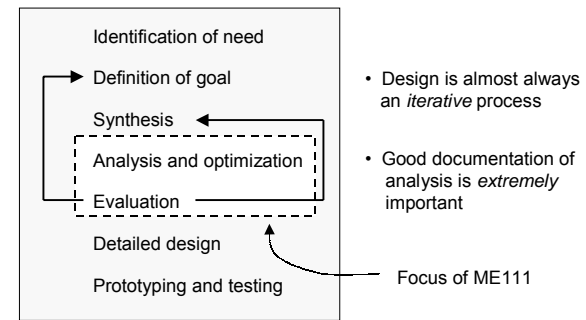 Identification of need
Definition of goal
Synthesis
Analysis and optimization
Evaluation
Detailed design
Prototyping and testing
• Design is almost always
an iterative process
• Good documentation of
analysis is extremely
important
Focus of ME111